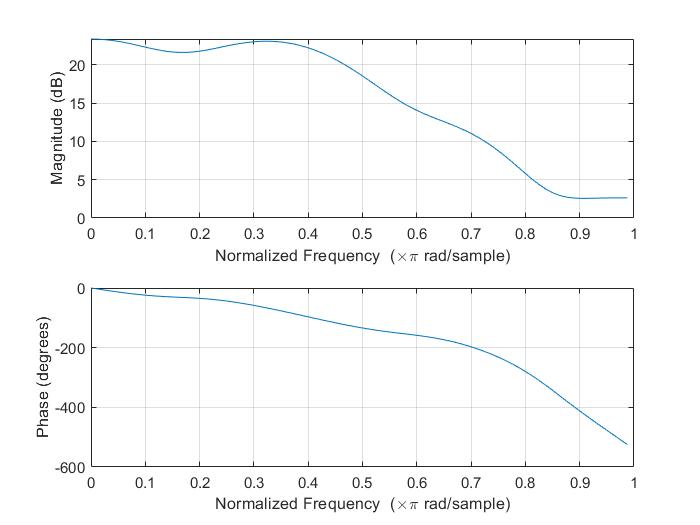 20
15
10
5
0
Magnitude (dB)
0 0.1 0.2 0.3 0.4 0.5 0.6 0.7 0.8 0.9 1
Normalized Frequency (×π rad/sample)
0
-200
-400
-600
Phase (degrees)
0 0.1 0.2 0.3 0.4 0.5 0.6 0.7 0.8 0.9 1
Normalized Frequency (×π rad/sample)